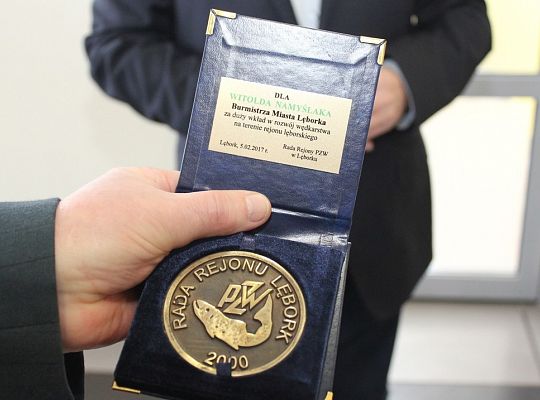 DLA
WITOLDA NAMYŚLAKA
Burmistrza Miasta Lęborka
za duży wkład w rozwój wędkarstwa
na terenie rejonu lęborskiego
Lębork, 5.02.2017 r.
Rada Rejony PZW
w Lęborku
RADA REJONU LĘBORK
PZW
2000